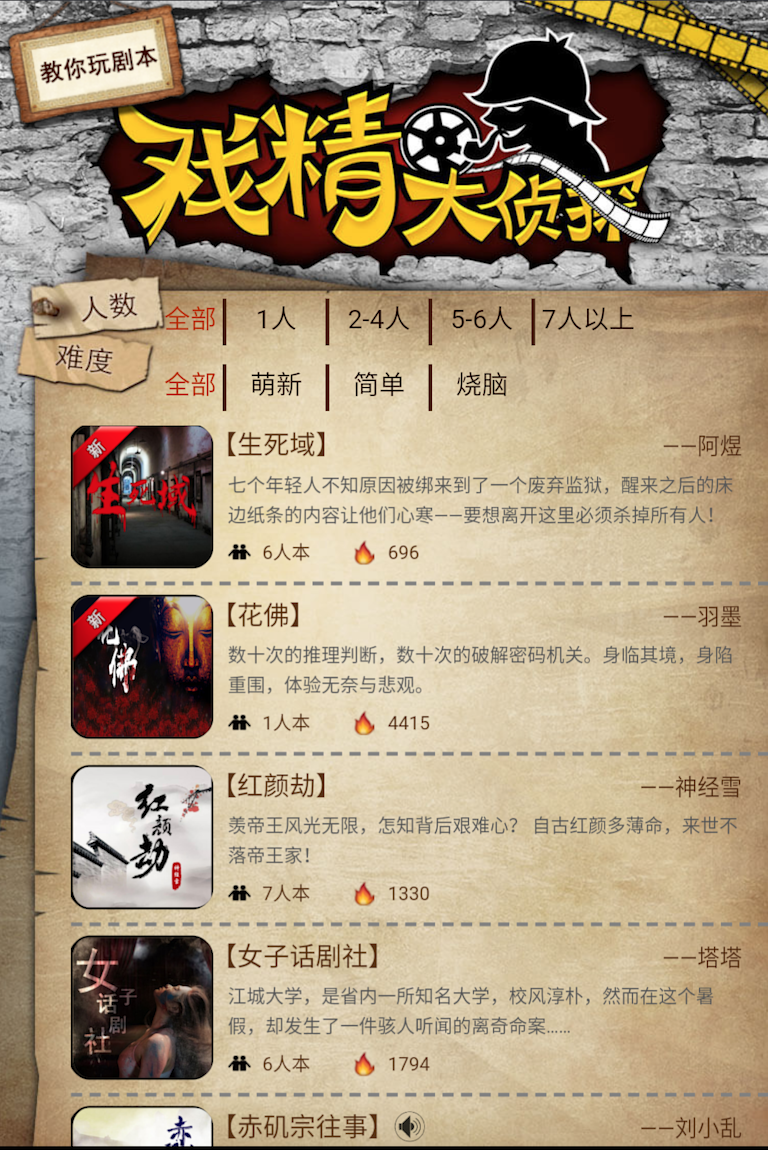 教你玩剧本
戏精大侦探
人数
全部 1人 2-4人 5-6人 7人以上
难度
全部 萌新 简单 烧脑
新
生死域
【生死域】 ——阿煜
七个年轻人不知原因被绑来到了一个废弃监狱，醒来之后的床
边纸条的内容让他们心寒——要想离开这里必须杀掉所有人！
6人本 696
新
花佛
【花佛】 ——羽墨
数十次的推理判断，数十次的破解密码机关。身临其境，身陷
重围，体验无奈与悲观。
1人本 4415
红颜劫
【红颜劫】 ——神经雪
羡帝王风光无限，怎知背后艰难心？ 自古红颜多薄命，来世不
落帝王家！
7人本 1330
女子话剧社
【女子话剧社】 ——塔塔
江城大学，是省内一所知名大学，校风淳朴，然而在这个暑
假，却发生了一件骇人听闻的离奇命案……
6人本 1794
赤
【赤矶宗往事】 ——刘小乱